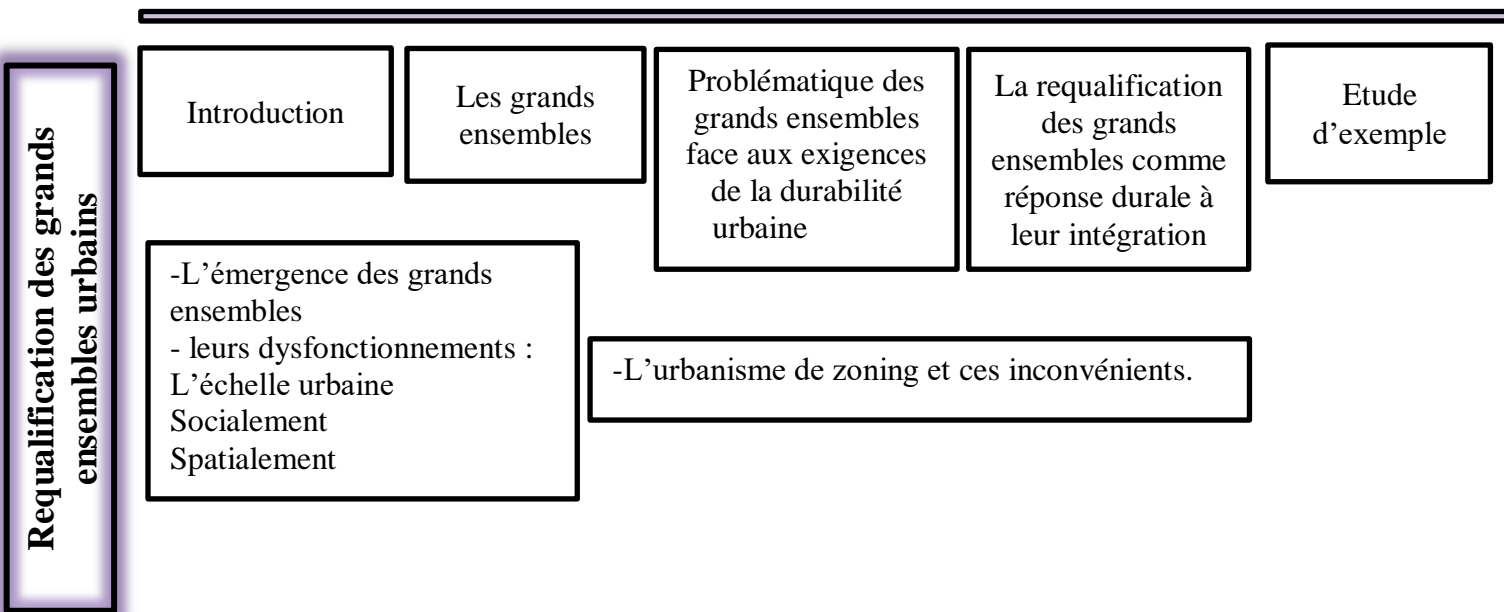 Requalification des grands
ensembles urbains
Introduction
Les grands
ensembles
Problématique des
grands ensembles
face aux exigences
de la durabilité
urbaine
La requalification
des grands
ensembles comme
réponse durale à
leur intégration
Etude
d’exemple
-L’émergence des grands
ensembles
- leurs dysfonctionnements :
L’échelle urbaine
Socialement
Spatialement
-L’urbanisme de zoning et ces inconvénients.